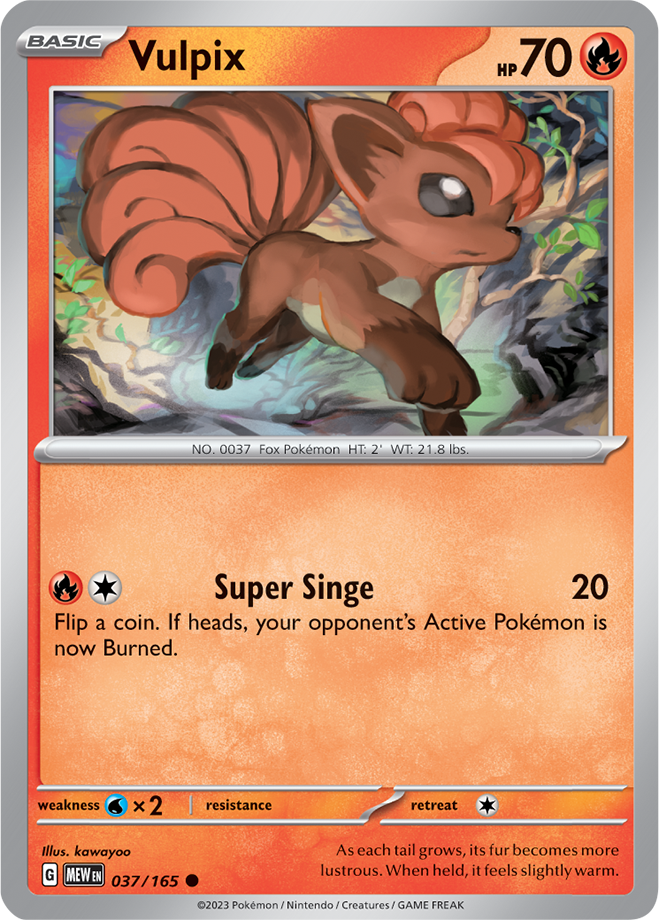 BASIC Vulpix HP 70
NO. 0037 Fox Pokémon HT: 2' WT: 21.8 lbs.
Super Singe 20
Flip a coin. If heads, your opponent's Active Pokémon is
now Burned.
weakness ×2 resistance retreat
Illus. kawayoo
As each tail grows, its fur becomes more
lustrous. When held, it feels slightly warm.
G MEW EN 037/165
©2023 Pokémon / Nintendo / Creatures / GAME FREAK